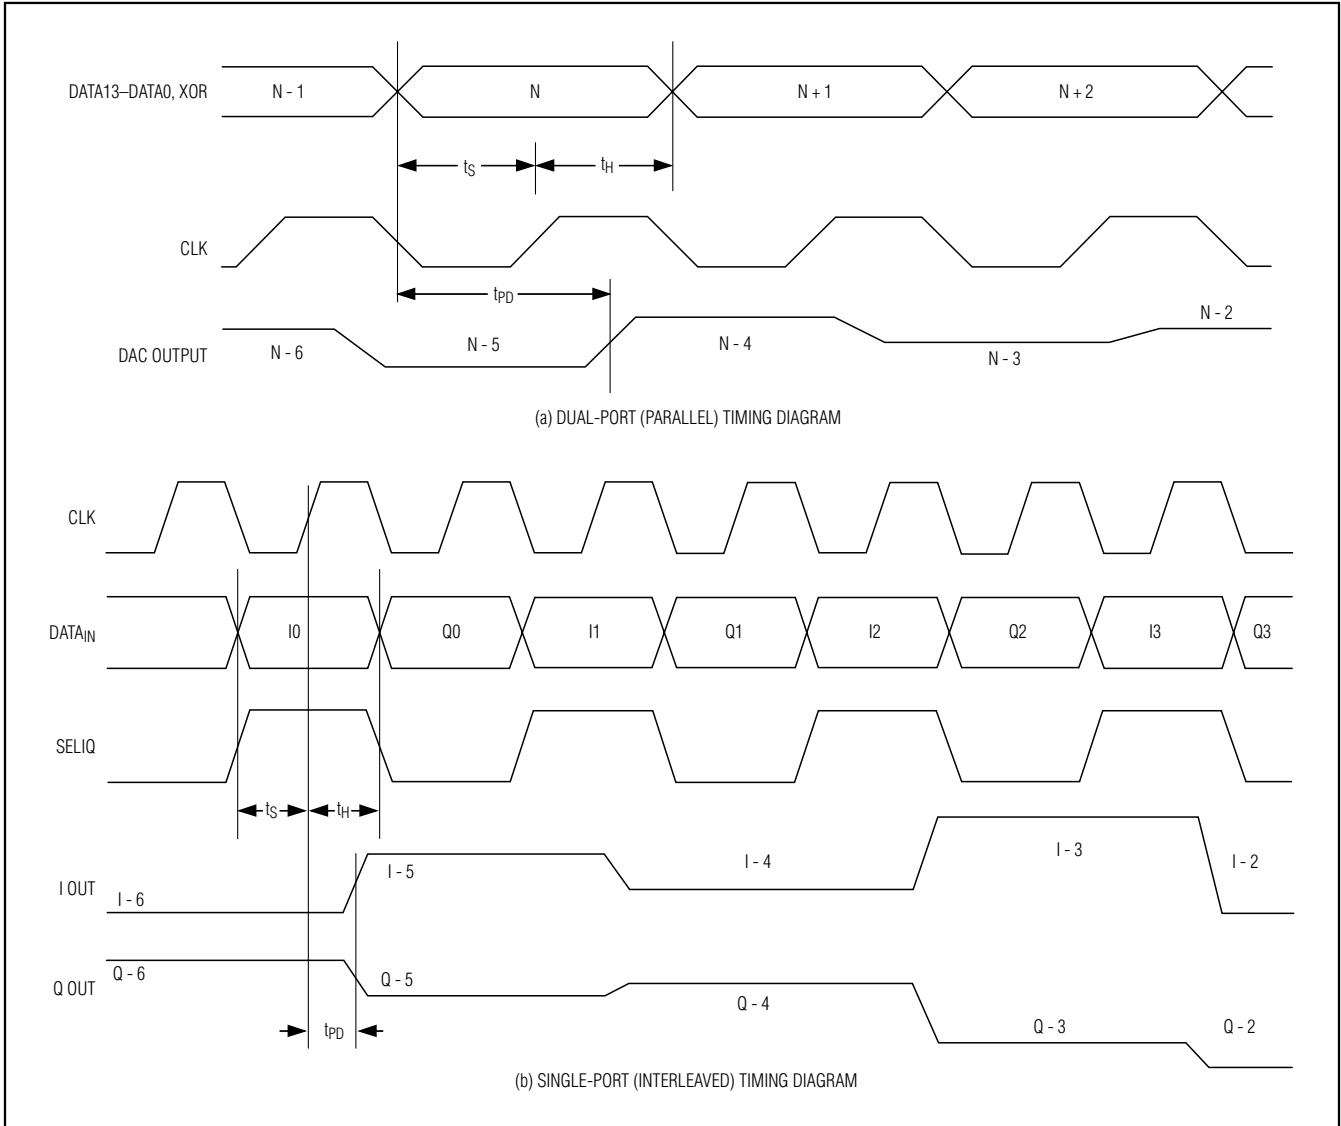 DATA13–DATA0, XOR
N - 1
N
N + 1
N + 2
tS
tH
CLK
tPD
DAC OUTPUT
N - 6
N - 5
N - 4
N - 3
N - 2
(a) DUAL-PORT (PARALLEL) TIMING DIAGRAM
CLK
DATAIN
I0
Q0
I1
Q1
I2
Q2
I3
Q3
SELIQ
tS
tH
I OUT
I - 6
I - 5
I - 4
I - 3
I - 2
Q OUT
Q - 6
Q - 5
Q - 4
Q - 3
Q - 2
tPD
(b) SINGLE-PORT (INTERLEAVED) TIMING DIAGRAM